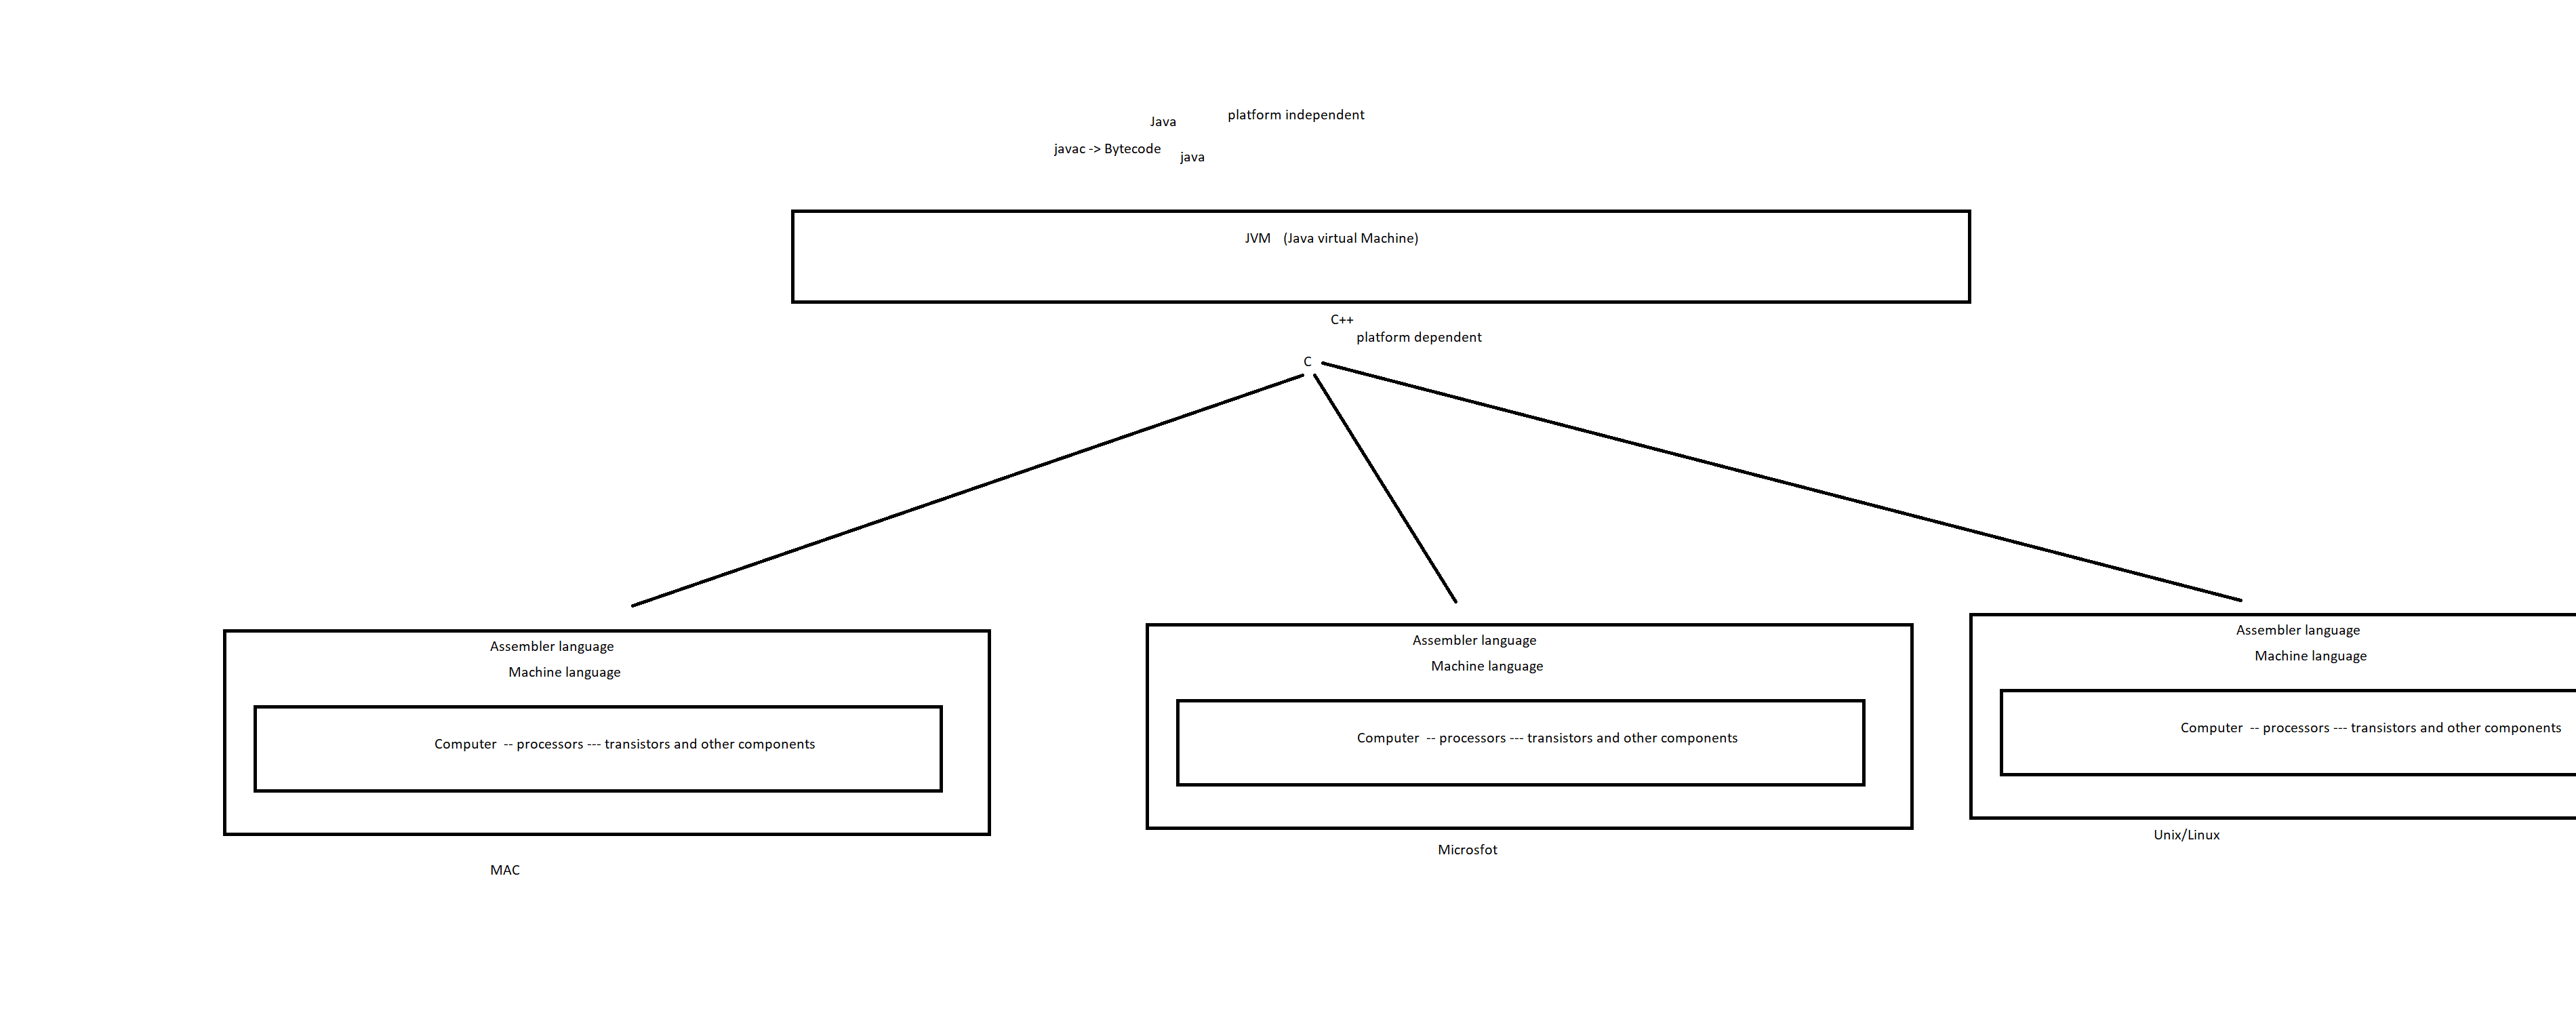 Java
platform independent
javac -> Bytecode
java
JVM (Java virtual Machine)
C++
platform dependent
C
Assembler language
Machine language
Computer -- processors --- transistors and other components
MAC
Assembler language
Machine language
Computer -- processors --- transistors and other components
Microsfot
Assembler language
Machine language
Computer -- processors --- transistors and other components
Unix/Linux